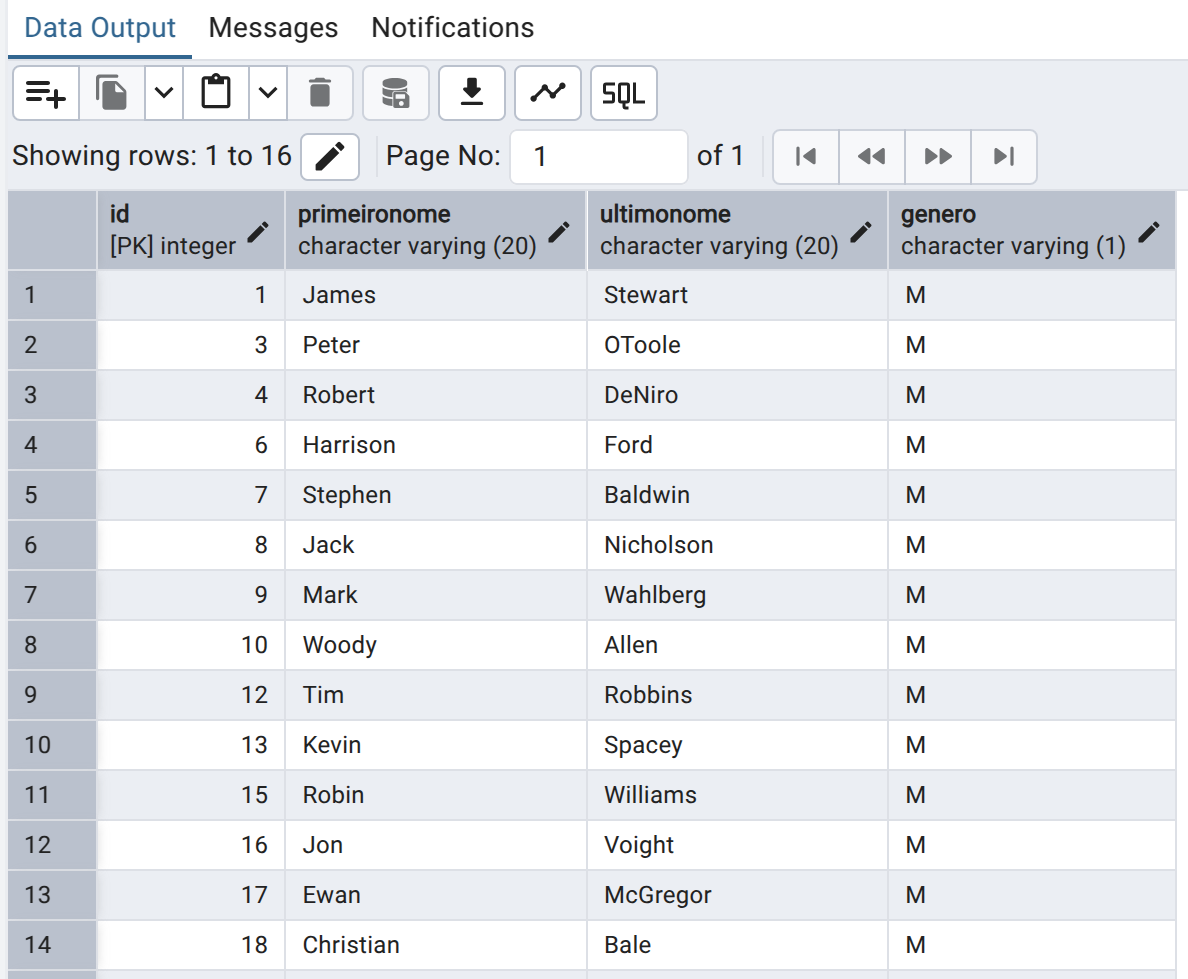 Data Output Messages Notifications
SQL
Showing rows: 1 to 16 Page No: 1 of 1
id primeironome ultimonome genero
[PK] integer character varying (20) character varying (20) character varying (1)
1 1 James Stewart M
2 3 Peter OToole M
3 4 Robert DeNiro M
4 6 Harrison Ford M
5 7 Stephen Baldwin M
6 8 Jack Nicholson M
7 9 Mark Wahlberg M
8 10 Woody Allen M
9 12 Tim Robbins M
10 13 Kevin Spacey M
11 15 Robin Williams M
12 16 Jon Voight M
13 17 Ewan McGregor M
14 18 Christian Bale M